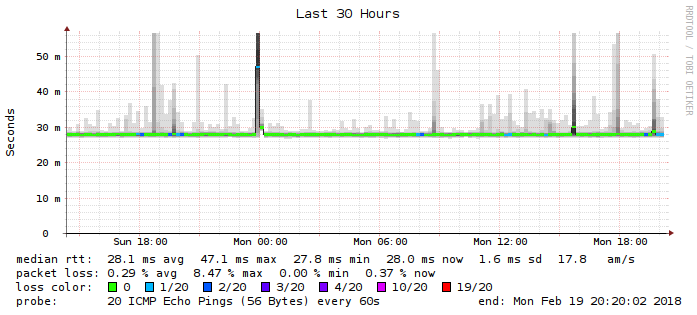 Last 30 Hours
RRDTOOL / TOBI OETIKER
Seconds
50 m
40 m
30 m
20 m
10 m
0
Sun 18:00 Mon 00:00 Mon 06:00 Mon 12:00 Mon 18:00
median rtt: 28.1 ms avg 47.1 ms max 27.8 ms min 28.0 ms now 1.6 ms sd 17.8 am/s
packet loss: 0.29 % avg 8.47 % max 0.00 % min 0.37 % now
loss color: 0 1/20 2/20 3/20 4/20 10/20 19/20
probe: 20 ICMP Echo Pings (56 Bytes) every 60s end: Mon Feb 19 20:20:02 2018